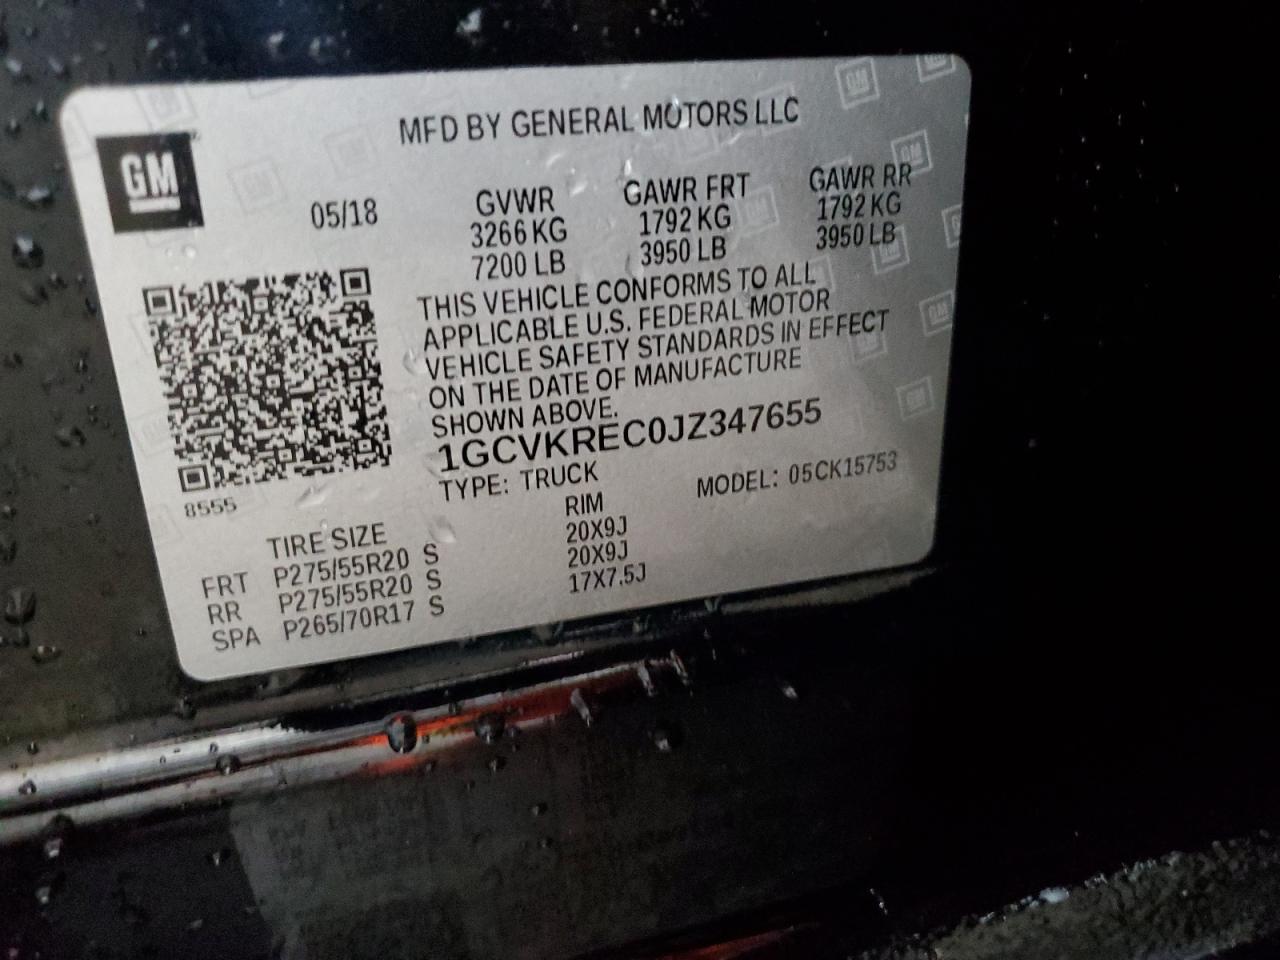 MFD BY GENERAL MOTORS LLC
GM
05/18 GVWR GAWR FRT GAWR RR
3266 KG 1792 KG 1792 KG
7200 LB 3950 LB 3950 LB
THIS VEHICLE CONFORMS TO ALL
APPLICABLE U.S. FEDERAL MOTOR
VEHICLE SAFETY STANDARDS IN EFFECT
ON THE DATE OF MANUFACTURE
SHOWN ABOVE.
1GCVKREC0JZ347655
TYPE: TRUCK MODEL: 05CK15753
8555
TIRE SIZE RIM
FRT P275/55R20 S 20X9J
RR P275/55R20 S 20X9J
SPA P265/70R17 S 17X7.5J